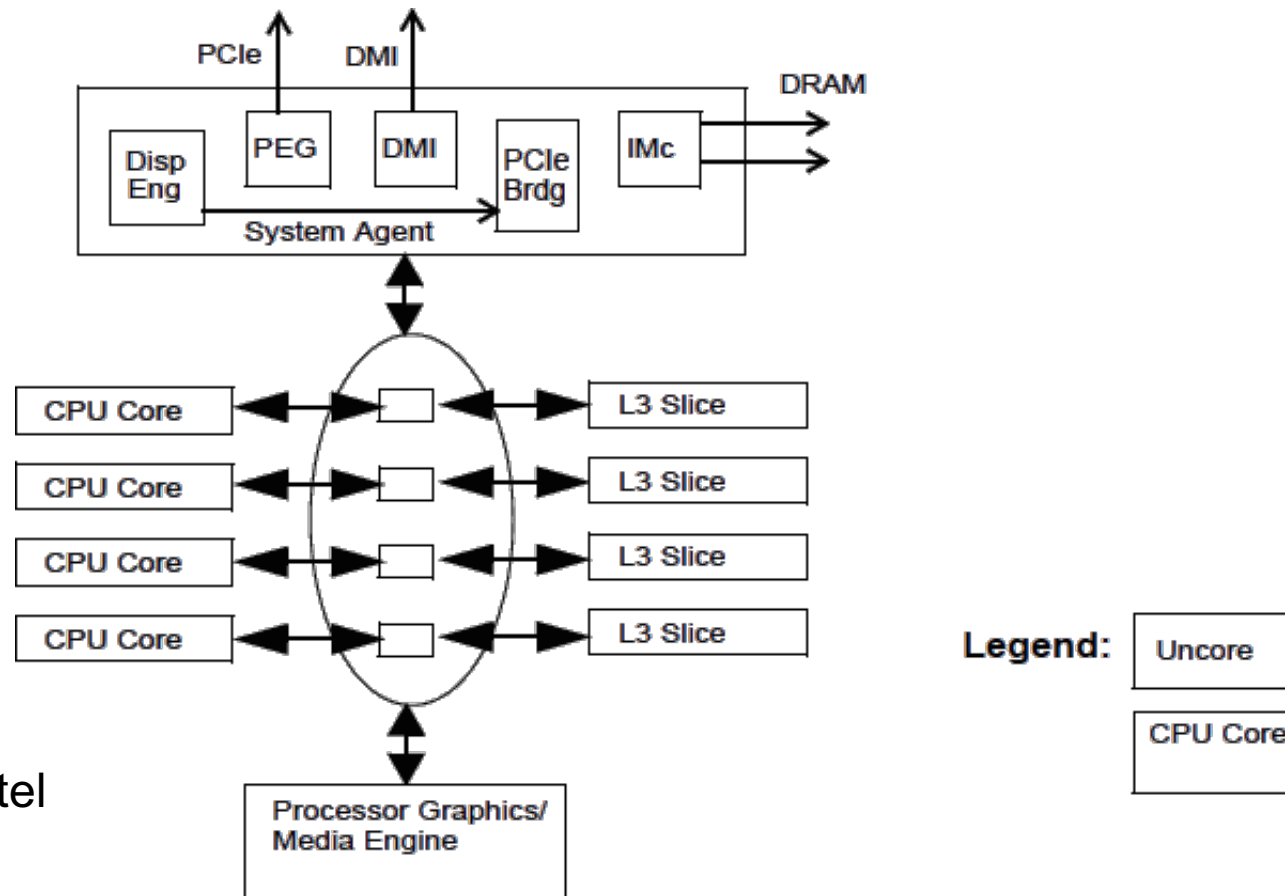 PCIe
DMI
DRAM
Disp
Eng
PEG
DMI
PCIe
Brdg
IMc
System Agent
CPU Core
L3 Slice
CPU Core
L3 Slice
CPU Core
L3 Slice
CPU Core
L3 Slice
Legend:
Uncore
CPU Core
tel
Processor Graphics/
Media Engine